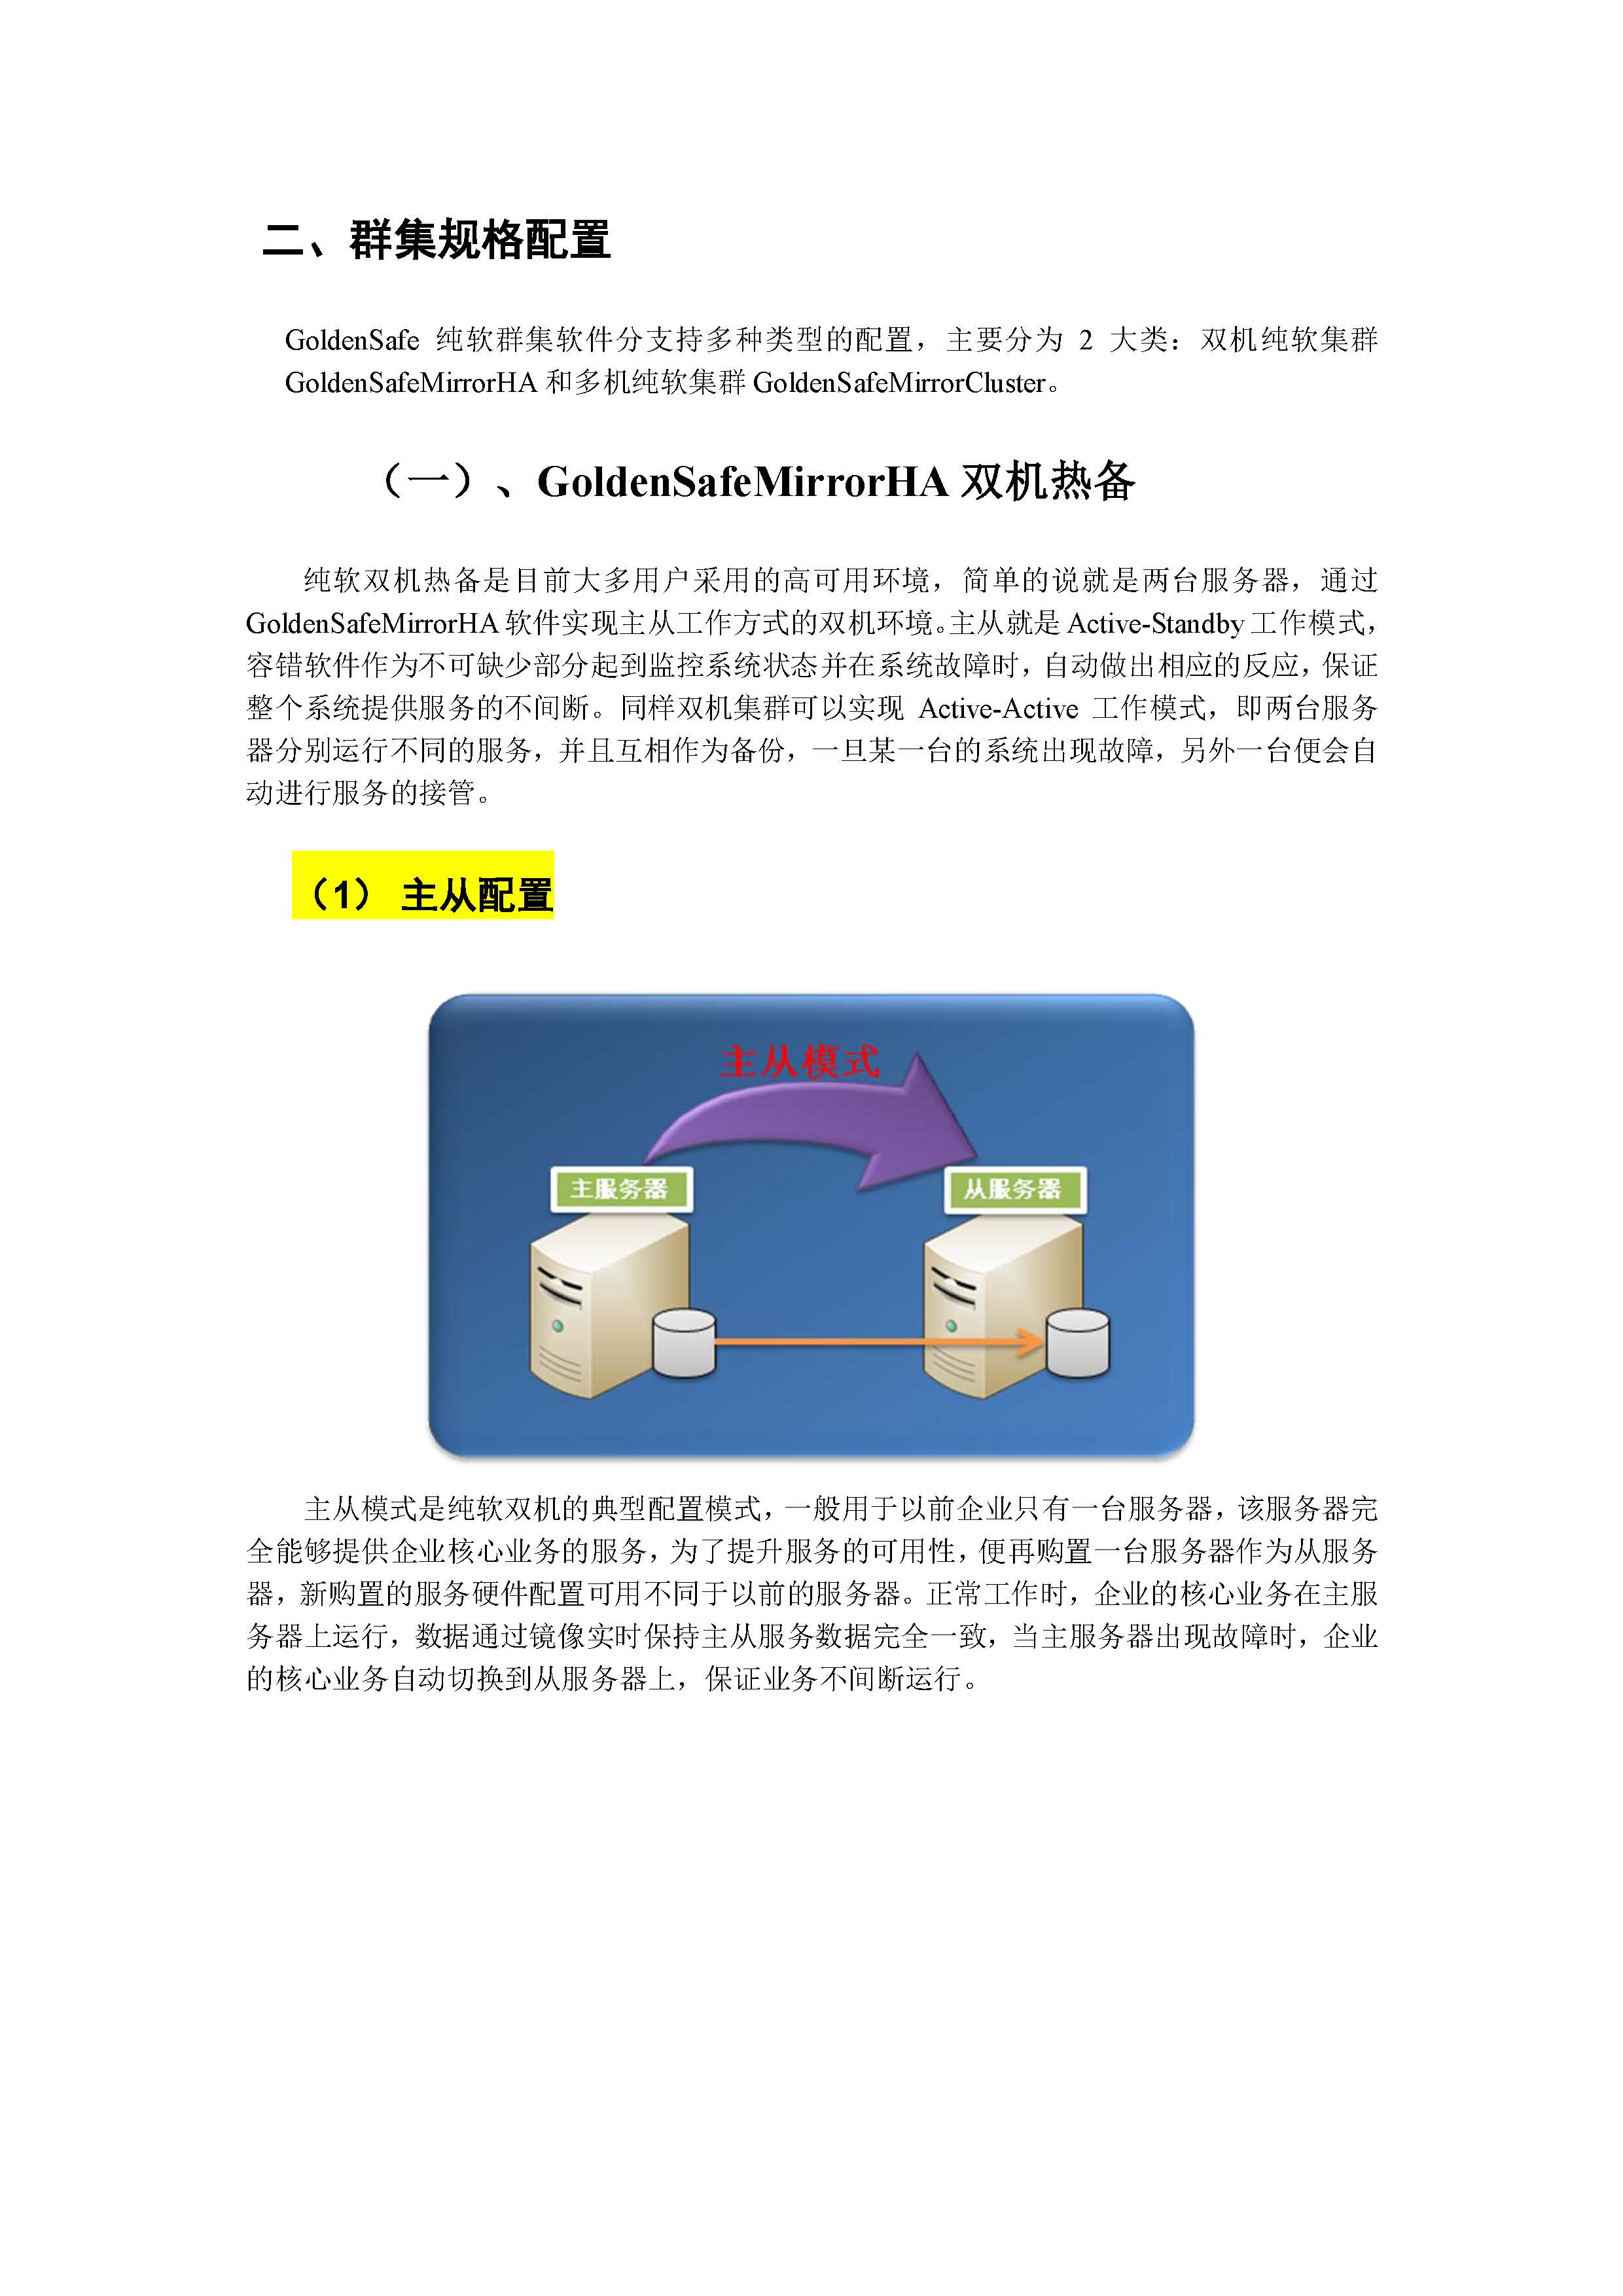 二、群集规格配置
GoldenSafe 纯软群集软件分支持多种类型的配置，主要分为 2 大类：双机纯软集群
GoldenSafeMirrorHA 和多机纯软集群 GoldenSafeMirrorCluster。
（一）、GoldenSafeMirrorHA 双机热备
纯软双机热备是目前大多用户采用的高可用环境，简单的说就是两台服务器，通过
GoldenSafeMirrorHA 软件实现主从工作方式的双机环境。主从就是 Active-Standby 工作模式，
容错软件作为不可缺少部分起到监控系统状态并在系统故障时，自动做出相应的反应，保证
整个系统提供服务的不间断。同样双机集群可以实现 Active-Active 工作模式，即两台服务
器分别运行不同的服务，并且互相作为备份，一旦某一台的系统出现故障，另外一台便会自
动进行服务的接管。
（1） 主从配置
主从模式
主服务器
从服务器
主从模式是纯软双机的典型配置模式，一般用于以前企业只有一台服务器，该服务器完
全能够提供企业核心业务的服务，为了提升服务的可用性，便再购置一台服务器作为从服务
器，新购置的服务硬件配置可用不同于以前的服务器。正常工作时，企业的核心业务在主服
务器上运行，数据通过镜像实时保持主从服务数据完全一致，当主服务器出现故障时，企业
的核心业务自动切换到从服务器上，保证业务不间断运行。